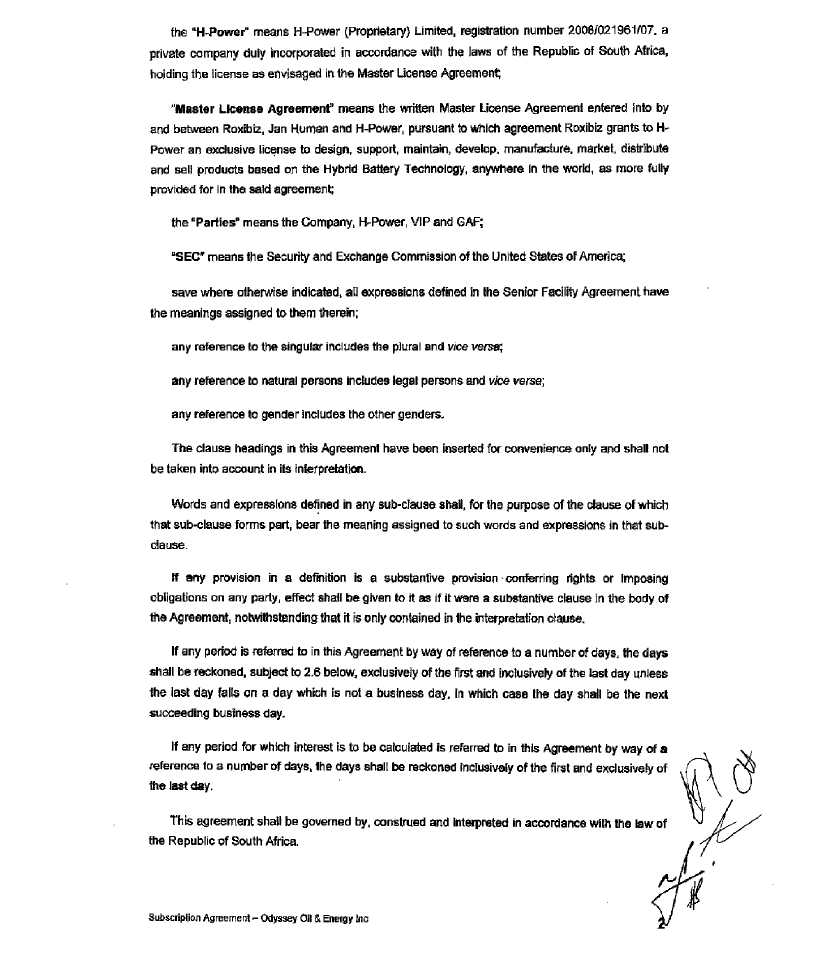 the "H-Power" means H-Power (Proprietary) Limited, registration number 2006/021961/07, a
private company duly incorporated in accordance with the laws of the Republic of South Africa,
holding the license as envisaged in the Master License Agreement;
"Master License Agreement" means the written Master License Agreement entered into by
and between Roxibiz, Jan Human and H-Power, pursuant to which agreement Roxibiz grants to H-
Power an exclusive license to design, support, maintain, develop, manufacture, market, distribute
and sell products based on the Hybrid Battery Technology, anywhere in the world, as more fully
provided for in the said agreement;
the "Parties" means the Company, H-Power, VIP and GAF;
"SEC" means the Security and Exchange Commission of the United States of America;
save where otherwise indicated, all expressions defined in the Senior Facility Agreement have
the meanings assigned to them therein;
any reference to the singular includes the plural and vice versa;
any reference to natural persons includes legal persons and vice versa;
any reference to gender includes the other genders.
The clause headings in this Agreement have been inserted for convenience only and shall not
be taken into account in its interpretation.
Words and expressions defined in any sub-clause shall, for the purpose of the clause of which
that sub-clause forms part, bear the meaning assigned to such words and expressions in that sub-
clause.
If any provision in a definition is a substantive provision conferring rights or imposing
obligations on any party, effect shall be given to it as if it were a substantive clause in the body of
the Agreement, notwithstanding that it is only contained in the interpretation clause.
If any period is referred to in this Agreement by way of reference to a number of days, the days
shall be reckoned, subject to 2.6 below, exclusively of the first and inclusively of the last day unless
the last day falls on a day which is not a business day, in which case the day shall be the next
succeeding business day.
If any period for which interest is to be calculated is referred to in this Agreement by way of a
reference to a number of days, the days shall be reckoned inclusively of the first and exclusively of
the last day.
This agreement shall be governed by, construed and interpreted in accordance with the law of
the Republic of South Africa.
Subscription Agreement – Odyssey Oil & Energy Inc
2